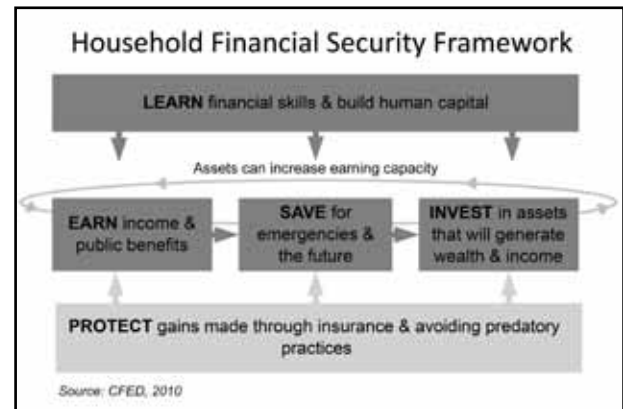 Household Financial Security Framework
LEARN financial skills & build human capital
Assets can increase earning capacity
EARN income &
public benefits
SAVE for
emergencies &
the future
INVEST in assets
that will generate
wealth & income
PROTECT gains made through insurance & avoiding predatory
practices
Source: CFED, 2010